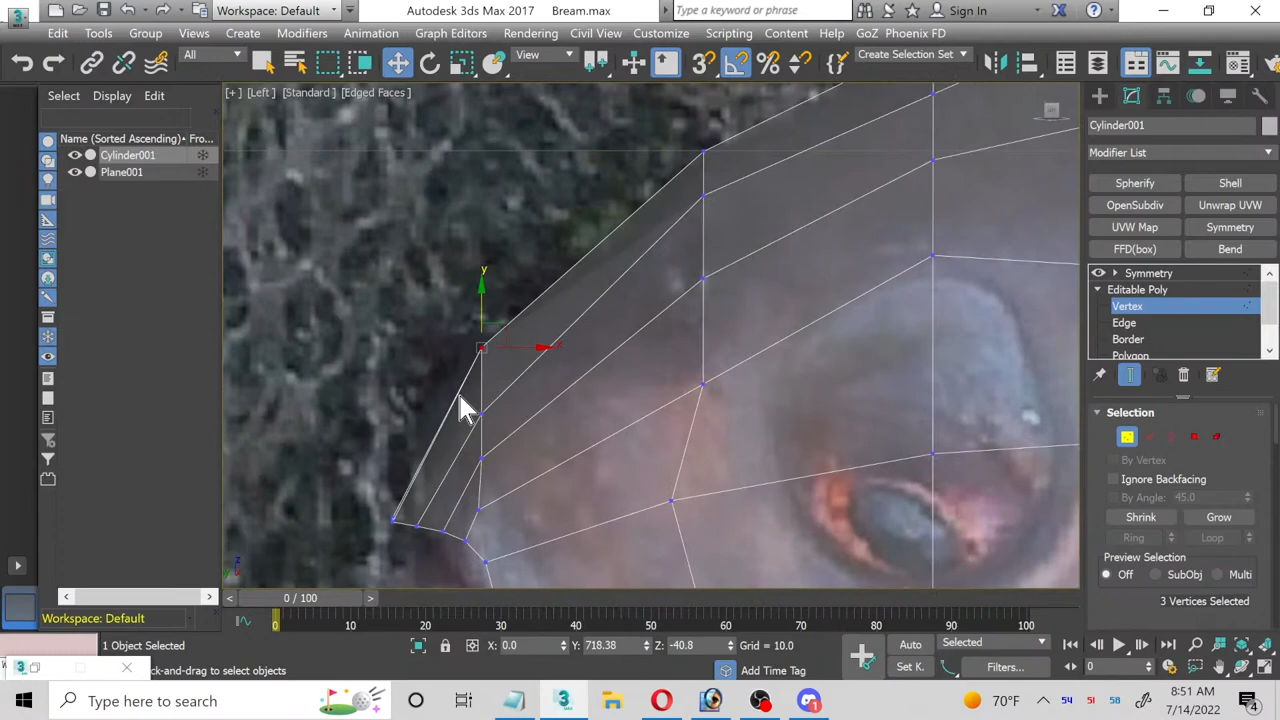 Workspace: Default
Autodesk 3ds Max 2017
Bream.max
Type a keyword or phrase
Sign In
Edit Tools Group Views Create Modifiers Animation Graph Editors Rendering Civil View Customize Scripting Content Help GoZ Phoenix FD
All
View
Create Selection Set
Select Display Edit
[+] [Left] [Standard] [Edged Faces]
Name (Sorted Ascending) Fro...
Cylinder001
Plane001
Cylinder001
Modifier List
Spherify Shell
OpenSubdiv Unwrap UVW
UVW Map Symmetry
FFD(box) Bend
Symmetry
Editable Poly
Vertex
Edge
Border
Polygon
Selection
By Vertex
Ignore Backfacing
By Angle: 45.0
Shrink Grow
Ring Loop
Preview Selection
Off SubObj Multi
3 Vertices Selected
y
z
x
0 / 100
Workspace: Default
0 10 20 30 40 50 60 70 80 90 100
1 Object Selected
X: 0.0 Y: 718.38 Z: -40.8 Grid = 10.0
Auto Selected
Set K. Filters...
0
ck-and-drag to select objects
Add Time Tag
Type here to search
70°F
54 51 58
8:51 AM
7/14/2022
4